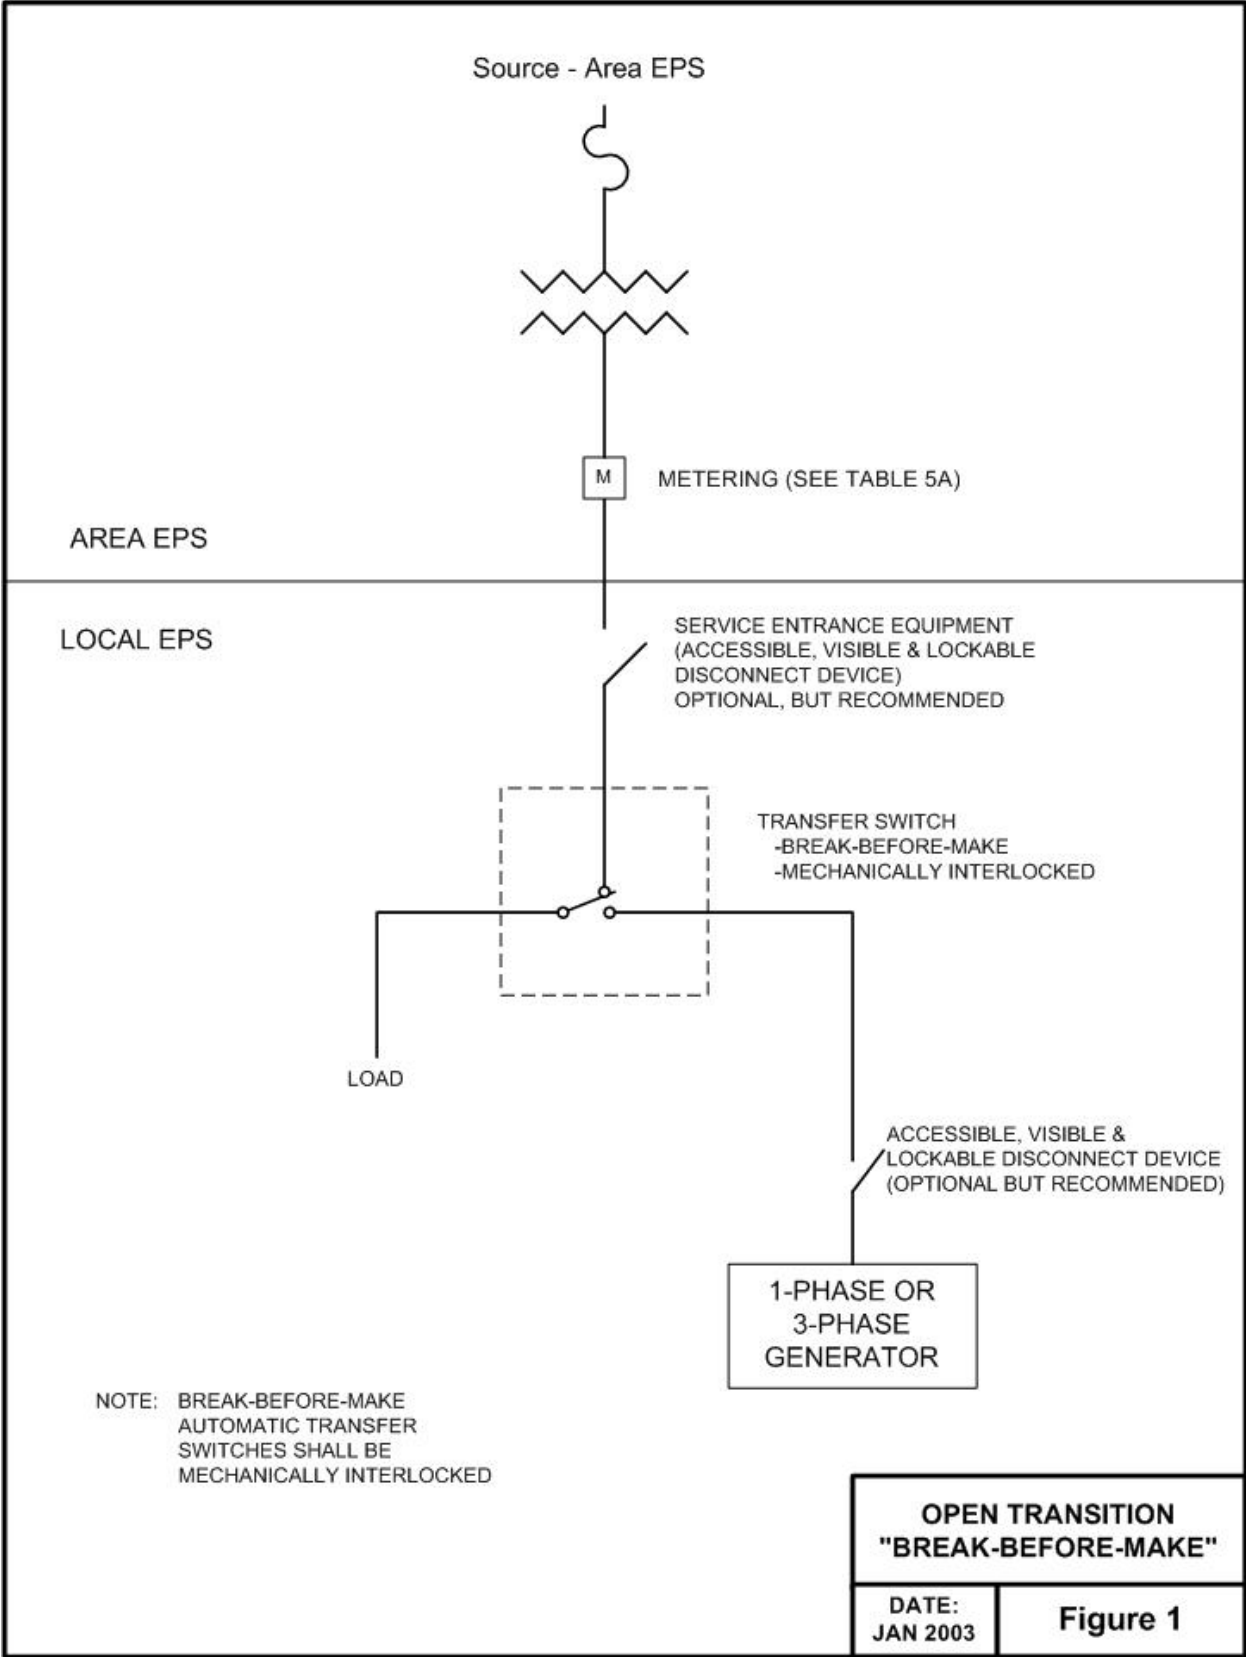 Source - Area EPS
M
METERING (SEE TABLE 5A)
AREA EPS
LOCAL EPS
SERVICE ENTRANCE EQUIPMENT
(ACCESSIBLE, VISIBLE & LOCKABLE
DISCONNECT DEVICE)
OPTIONAL, BUT RECOMMENDED
TRANSFER SWITCH
-BREAK-BEFORE-MAKE
-MECHANICALLY INTERLOCKED
LOAD
ACCESSIBLE, VISIBLE &
LOCKABLE DISCONNECT DEVICE
(OPTIONAL BUT RECOMMENDED)
1-PHASE OR
3-PHASE
GENERATOR
NOTE: BREAK-BEFORE-MAKE
AUTOMATIC TRANSFER
SWITCHES SHALL BE
MECHANICALLY INTERLOCKED
OPEN TRANSITION
"BREAK-BEFORE-MAKE"
DATE:
JAN 2003
Figure 1